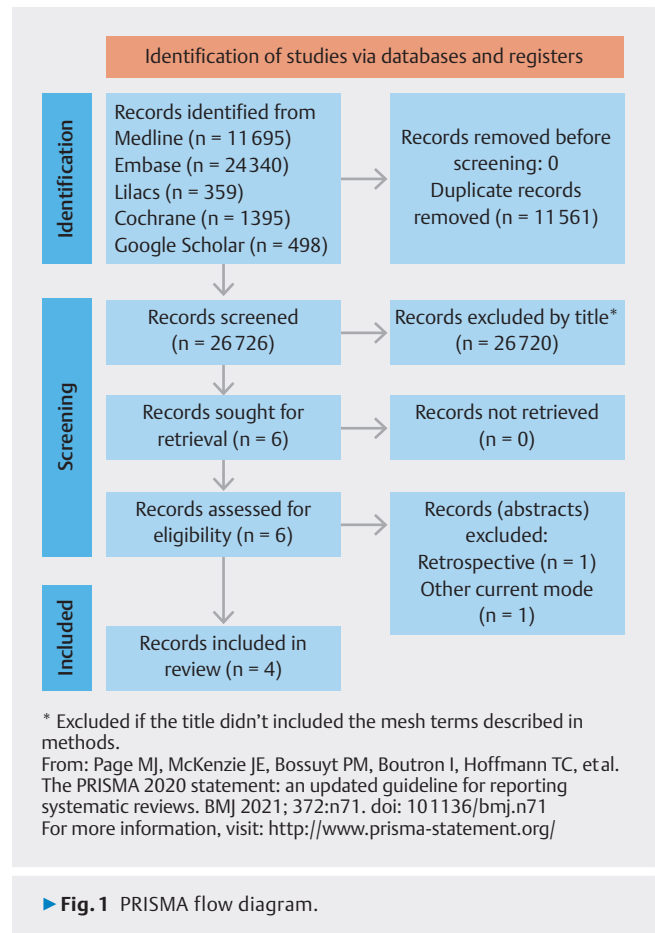 Identification of studies via databases and registers
Identification
Records identified from
Medline (n = 11 695)
Embase (n = 24 340)
Lilacs (n = 359)
Cochrane (n = 1395)
Google Scholar (n = 498)
Records removed before
screening: 0
Duplicate records
removed (n = 11 561)
Screening
Records screened
(n = 26 726)
Records excluded by title*
(n = 26 720)
Records sought for
retrieval (n = 6)
Records not retrieved
(n = 0)
Records assessed for
eligibility (n = 6)
Records (abstracts)
excluded:
Retrospective (n = 1)
Other current mode
(n = 1)
Included
Records included in
review (n = 4)
* Excluded if the title didn’t included the mesh terms described in
methods.
From: Page MJ, McKenzie JE, Bossuyt PM, Boutron I, Hoffmann TC, et al.
The PRISMA 2020 statement: an updated guideline for reporting
systematic reviews. BMJ 2021; 372:n71. doi: 101136/bmj.n71
For more information, visit: http://www.prisma-statement.org/
▶ Fig. 1 PRISMA flow diagram.